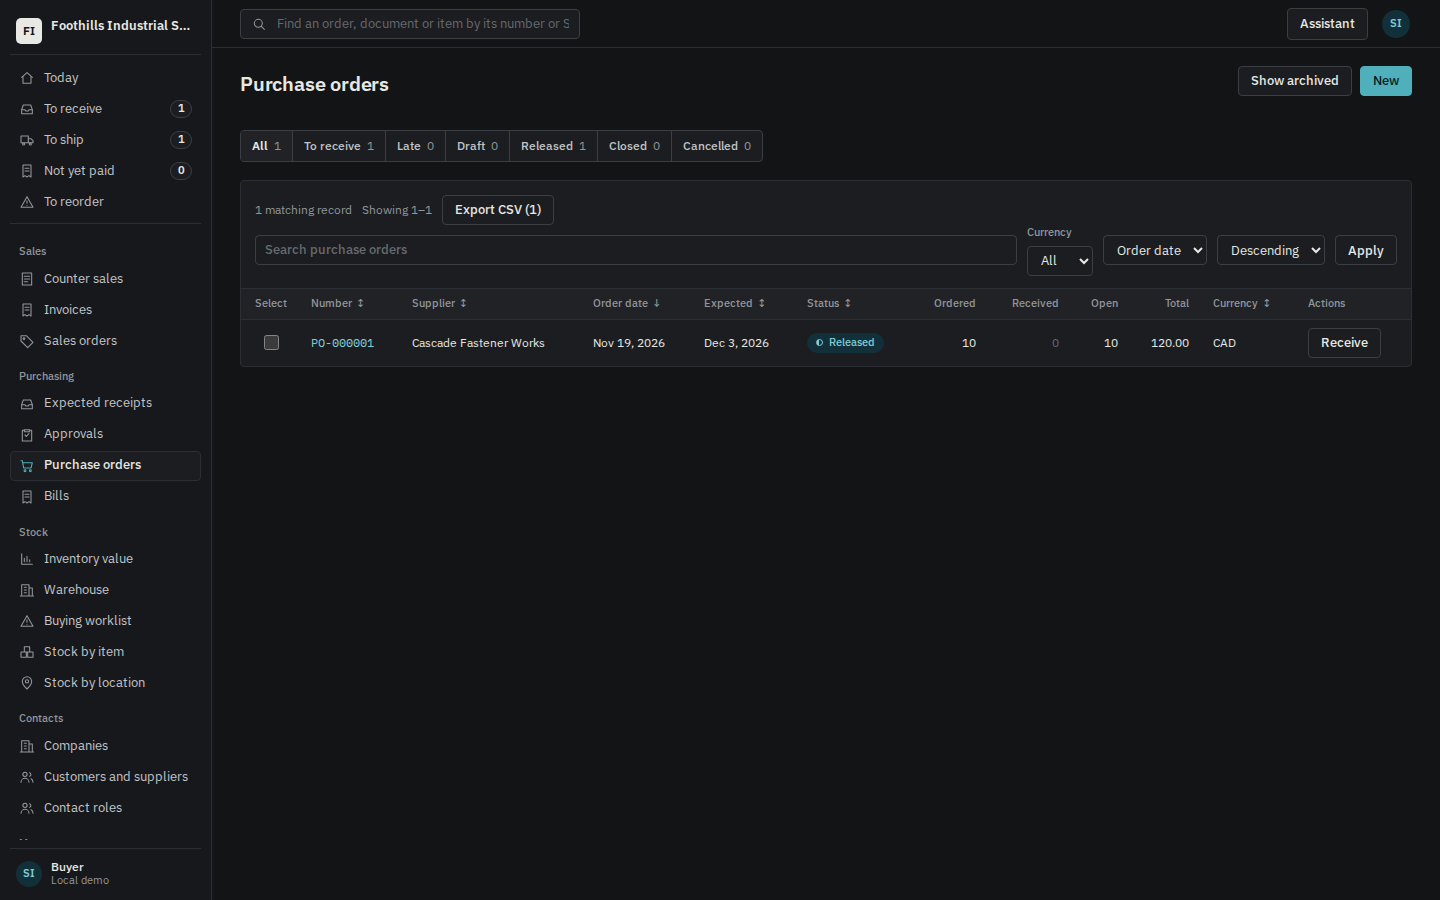 FI
Foothills Industrial S...
Find an order, document or item by its number or S
Assistant
SI
Today
To receive 1
To ship 1
Not yet paid 0
To reorder
Sales
Counter sales
Invoices
Sales orders
Purchasing
Expected receipts
Approvals
Purchase orders
Bills
Stock
Inventory value
Warehouse
Buying worklist
Stock by item
Stock by location
Contacts
Companies
Customers and suppliers
Contact roles
SI
Buyer
Local demo
Purchase orders
Show archived
New
All 1 To receive 1 Late 0 Draft 0 Released 1 Closed 0 Cancelled 0
1 matching record Showing 1–1 Export CSV (1)
Search purchase orders
Currency
All
Order date
Descending
Apply
Select Number ↕ Supplier ↕ Order date ↓ Expected ↕ Status ↕ Ordered Received Open Total Currency ↕ Actions
PO-000001 Cascade Fastener Works Nov 19, 2026 Dec 3, 2026 Released 10 0 10 120.00 CAD Receive